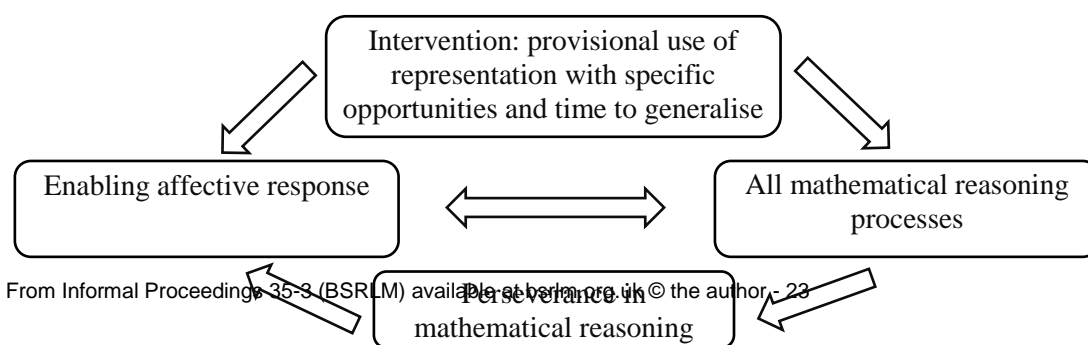 Intervention: provisional use of
representation with specific
opportunities and time to generalise
Enabling affective response
All mathematical reasoning
processes
From Informal Proceedings 35-3 (BSRLM) available at bsrlm.org.uk © the author - 23
Perseverance in
mathematical reasoning